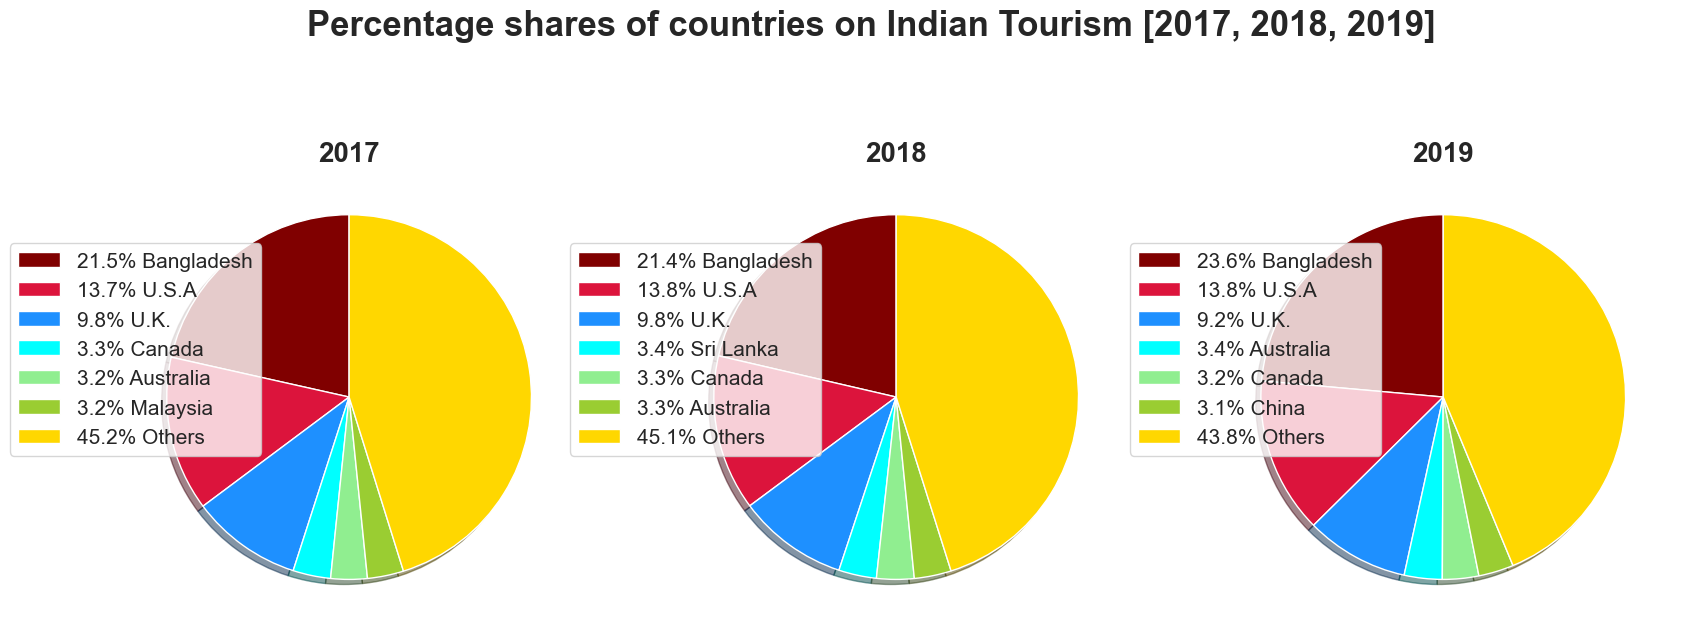 Percentage shares of countries on Indian Tourism [2017, 2018, 2019]
2017
21.5% Bangladesh
13.7% U.S.A
9.8% U.K.
3.3% Canada
3.2% Australia
3.2% Malaysia
45.2% Others
2018
21.4% Bangladesh
13.8% U.S.A
9.8% U.K.
3.4% Sri Lanka
3.3% Canada
3.3% Australia
45.1% Others
2019
23.6% Bangladesh
13.8% U.S.A
9.2% U.K.
3.4% Australia
3.2% Canada
3.1% China
43.8% Others